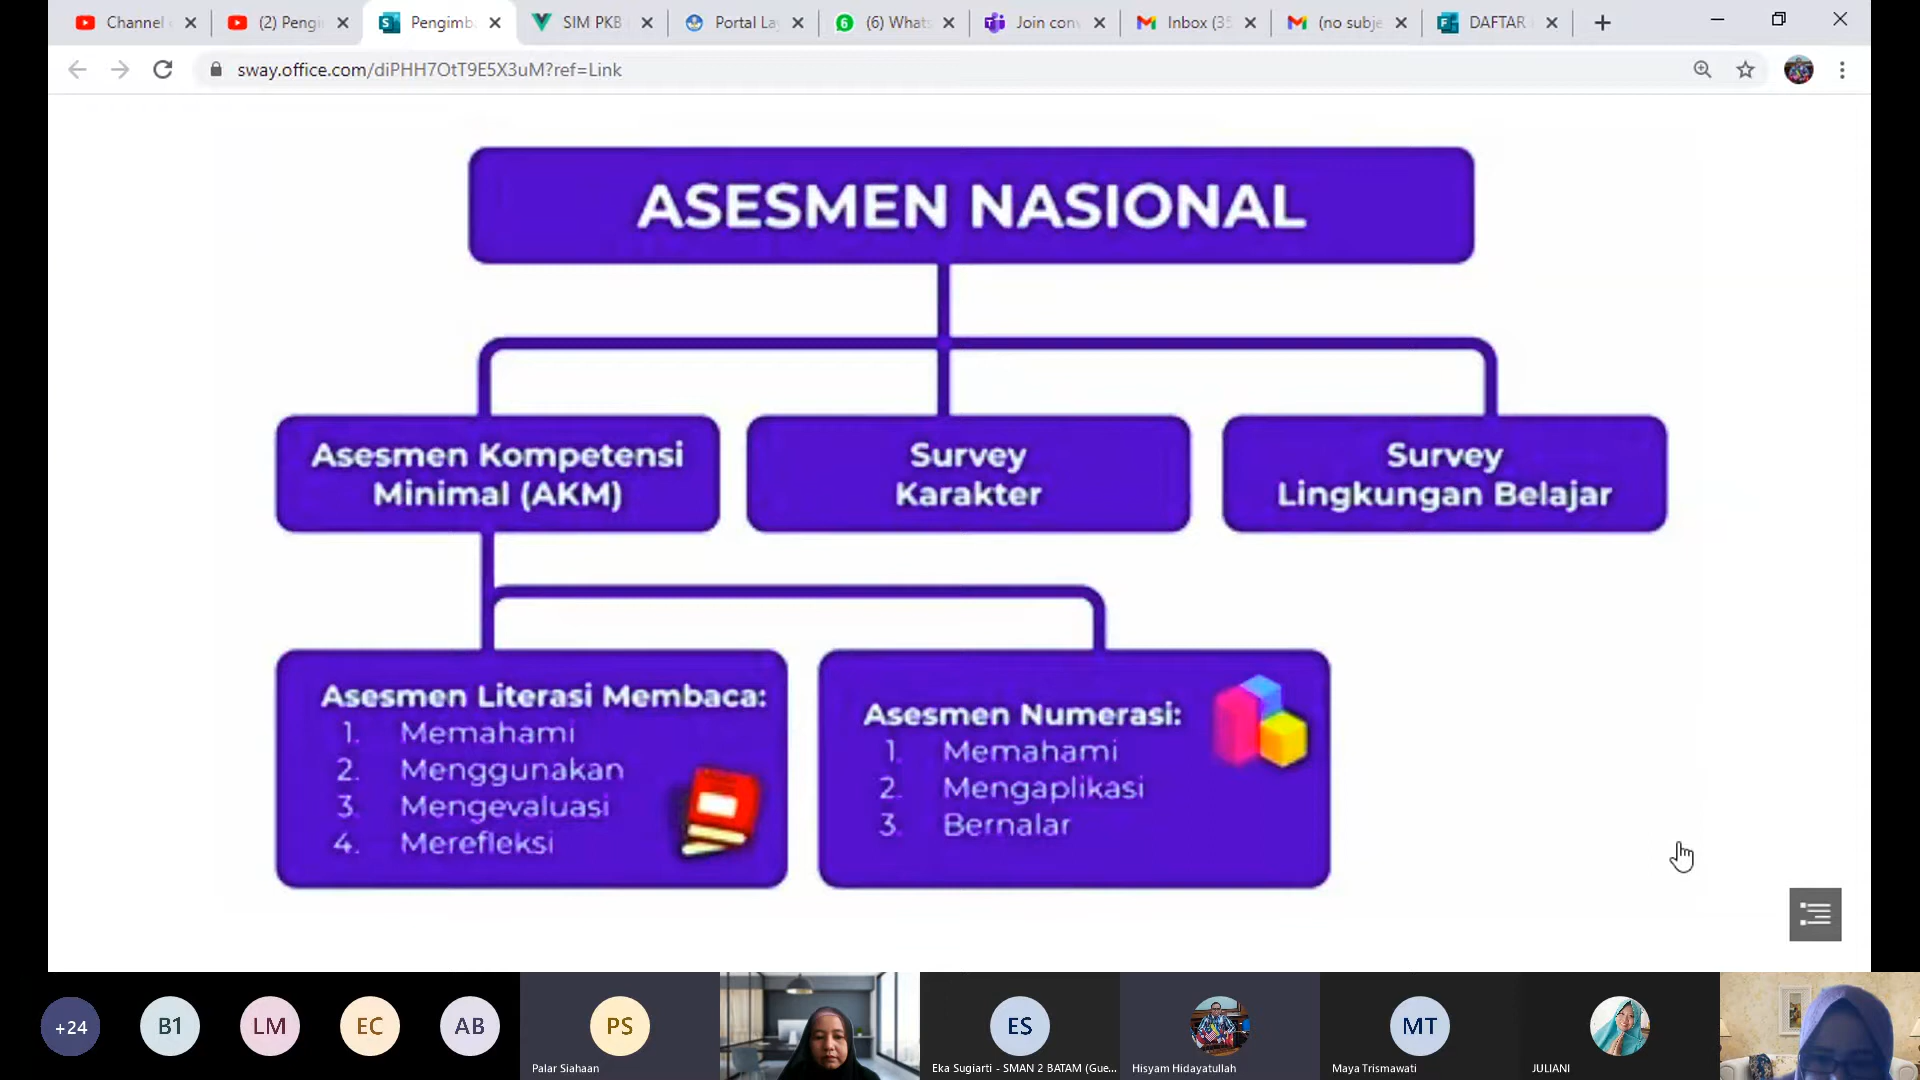 Channel
(2) Pengi
Pengimb
SIM PKB
Portal La
6
(6) Whats
Join con
Inbox (35
(no subje
DAFTAR
sway.office.com/diPHH7OtT9E5X3uM?ref=Link
ASESMEN NASIONAL
Asesmen Kompetensi
Minimal (AKM)
Survey
Karakter
Survey
Lingkungan Belajar
Asesmen Literasi Membaca:
1. Memahami
2. Menggunakan
3. Mengevaluasi
4. Merefleksi
Asesmen Numerasi:
1. Memahami
2. Mengaplikasi
3. Bernalar
+24
B1
LM
EC
AB
PS
Palar Siahaan
ES
Eka Sugiarti - SMAN 2 BATAM (Gue...
Hisyam Hidayatullah
MT
Maya Trismawati
JULIANI